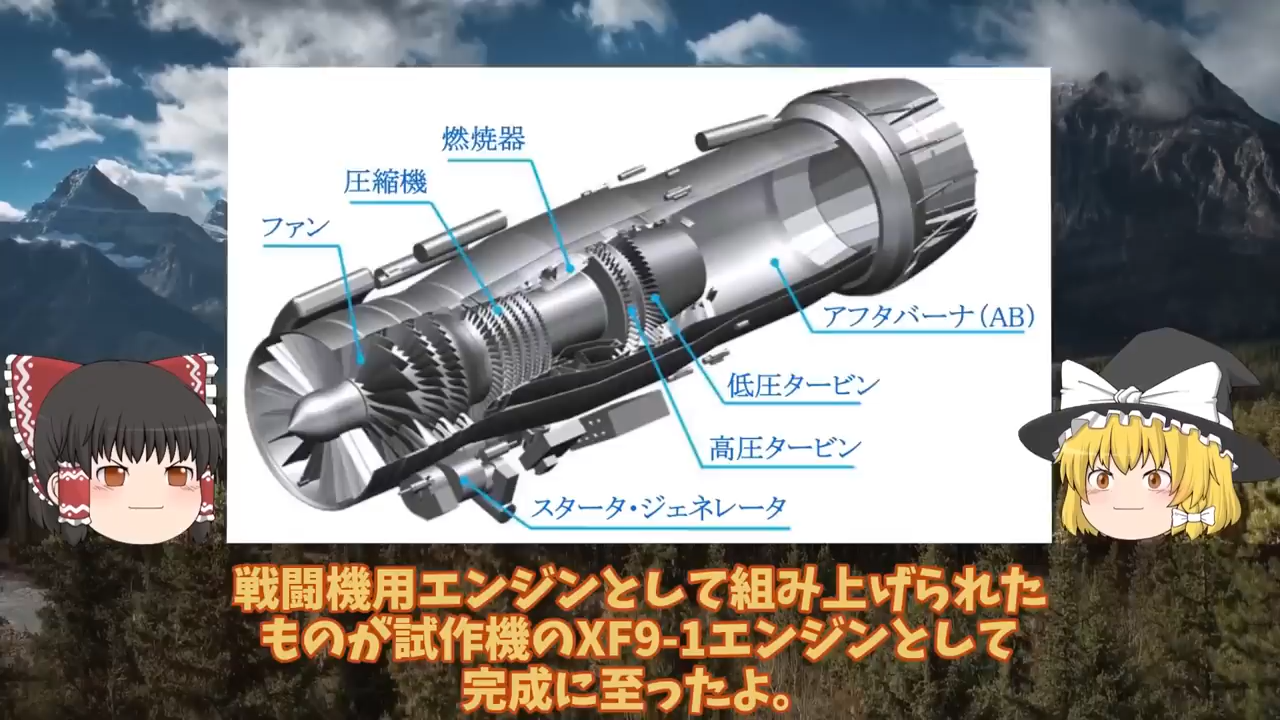 燃焼器
圧縮機
ファン
アフタバーナ(AB)
低圧タービン
高圧タービン
スタータ・ジェネレータ
戦闘機用エンジンとして組み上げられた
ものが試作機のXF9-1エンジンとして
完成に至ったよ。